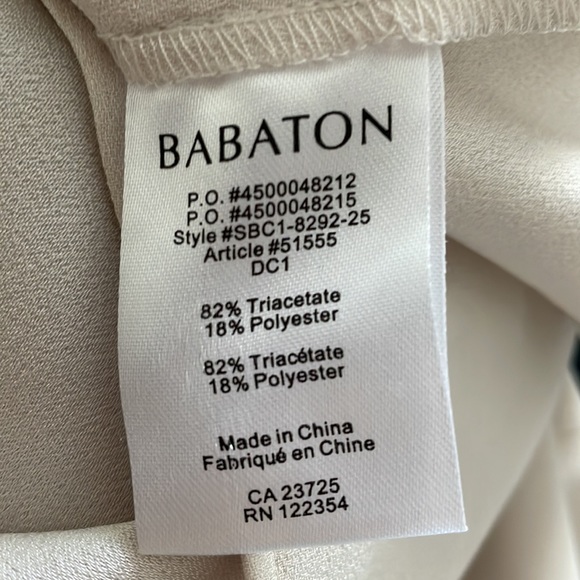 BABATON
P.O. #4500048212
P.O. #4500048215
Style #SBC1-8292-25
Article #51555
DC1
82% Triacetate
18% Polyester
82% Triacétate
18% Polyester
Made in China
Fabriqué en Chine
CA 23725
RN 122354